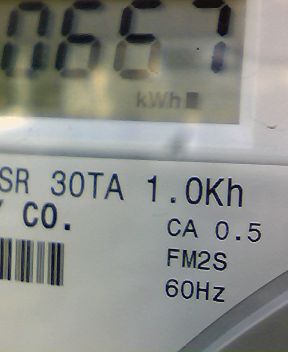 0667
kWh
SR 30TA 1.0Kh
Y CO.
CA 0.5
FM2S
60Hz